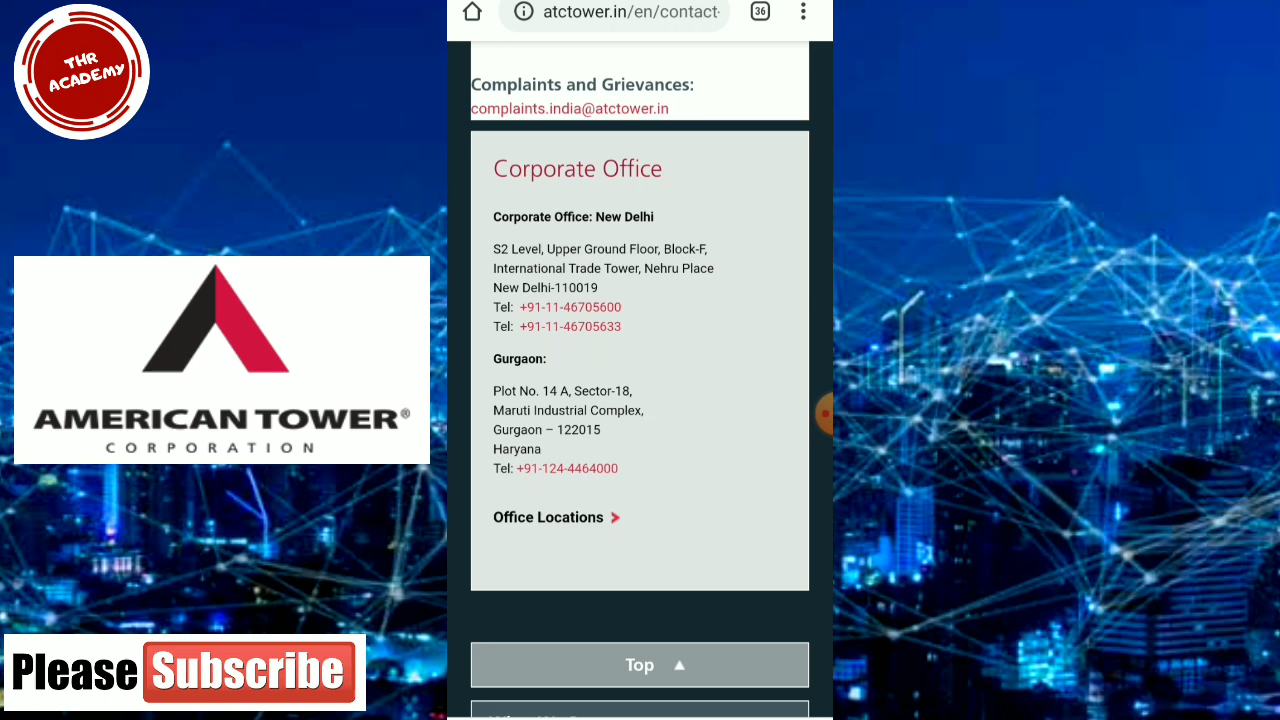 THR
ACADEMY
AMERICAN TOWER®
CORPORATION
Please Subscribe
atctower.in/en/contact-
36
Complaints and Grievances:
complaints.india@atctower.in
Corporate Office
Corporate Office: New Delhi
S2 Level, Upper Ground Floor, Block-F,
International Trade Tower, Nehru Place
New Delhi-110019
Tel: +91-11-46705600
Tel: +91-11-46705633
Gurgaon:
Plot No. 14 A, Sector-18,
Maruti Industrial Complex,
Gurgaon – 122015
Haryana
Tel: +91-124-4464000
Office Locations
Top